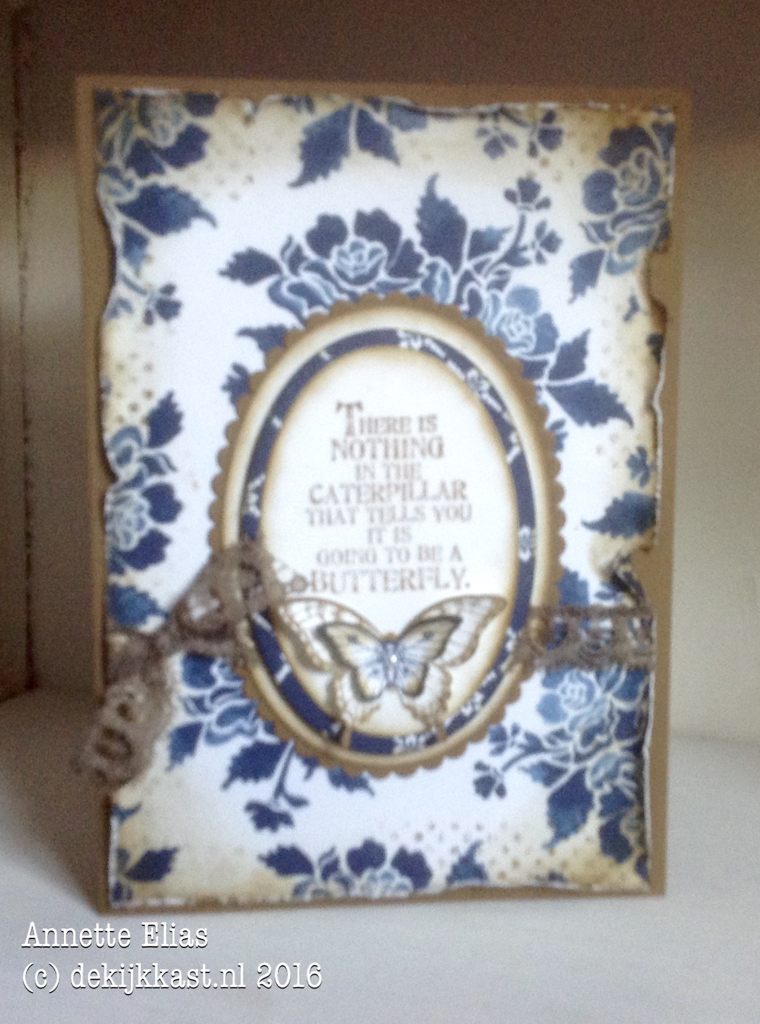 There is
nothing
in the
caterpillar
that tells you
it is
going to be a
butterfly.
Annette Elias
(c) dekijkkast.nl 2016